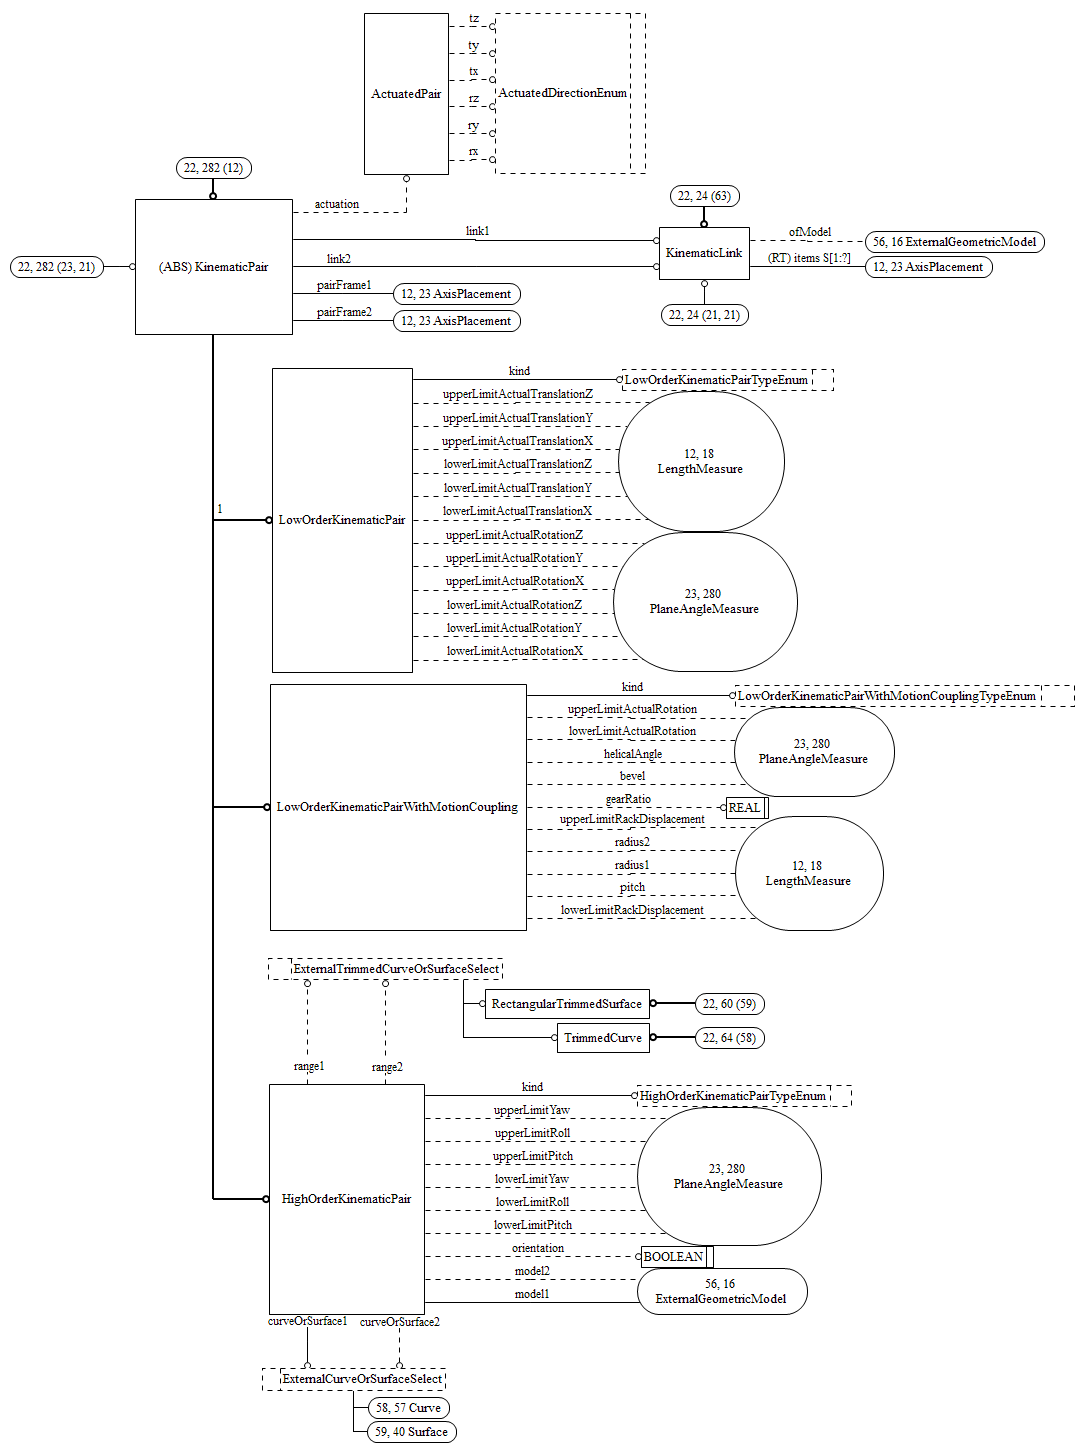 tz
ty
tx
rz
ry
rx
ActuatedPair
ActuatedDirectionEnum
22, 282 (12)
actuation
22, 24 (63)
link1
ofModel
56, 16 ExternalGeometricModel
22, 282 (23, 21)
(ABS) KinematicPair
link2
KinematicLink
(RT) items S[1:?]
12, 23 AxisPlacement
pairFrame1
12, 23 AxisPlacement
pairFrame2
12, 23 AxisPlacement
22, 24 (21, 21)
kind
LowOrderKinematicPairTypeEnum
upperLimitActualTranslationZ
upperLimitActualTranslationY
upperLimitActualTranslationX
lowerLimitActualTranslationZ
lowerLimitActualTranslationY
lowerLimitActualTranslationX
12, 18
LengthMeasure
1
LowOrderKinematicPair
upperLimitActualRotationZ
upperLimitActualRotationY
upperLimitActualRotationX
lowerLimitActualRotationZ
lowerLimitActualRotationY
lowerLimitActualRotationX
23, 280
PlaneAngleMeasure
kind
LowOrderKinematicPairWithMotionCouplingTypeEnum
upperLimitActualRotation
lowerLimitActualRotation
helicalAngle
bevel
23, 280
PlaneAngleMeasure
LowOrderKinematicPairWithMotionCoupling
gearRatio
REAL
upperLimitRackDisplacement
radius2
radius1
pitch
lowerLimitRackDisplacement
12, 18
LengthMeasure
ExternalTrimmedCurveOrSurfaceSelect
RectangularTrimmedSurface
22, 60 (59)
TrimmedCurve
22, 64 (58)
range1
range2
kind
HighOrderKinematicPairTypeEnum
upperLimitYaw
upperLimitRoll
upperLimitPitch
lowerLimitYaw
lowerLimitRoll
lowerLimitPitch
23, 280
PlaneAngleMeasure
HighOrderKinematicPair
orientation
BOOLEAN
model2
model1
56, 16
ExternalGeometricModel
curveOrSurface1
curveOrSurface2
ExternalCurveOrSurfaceSelect
58, 57 Curve
59, 40 Surface